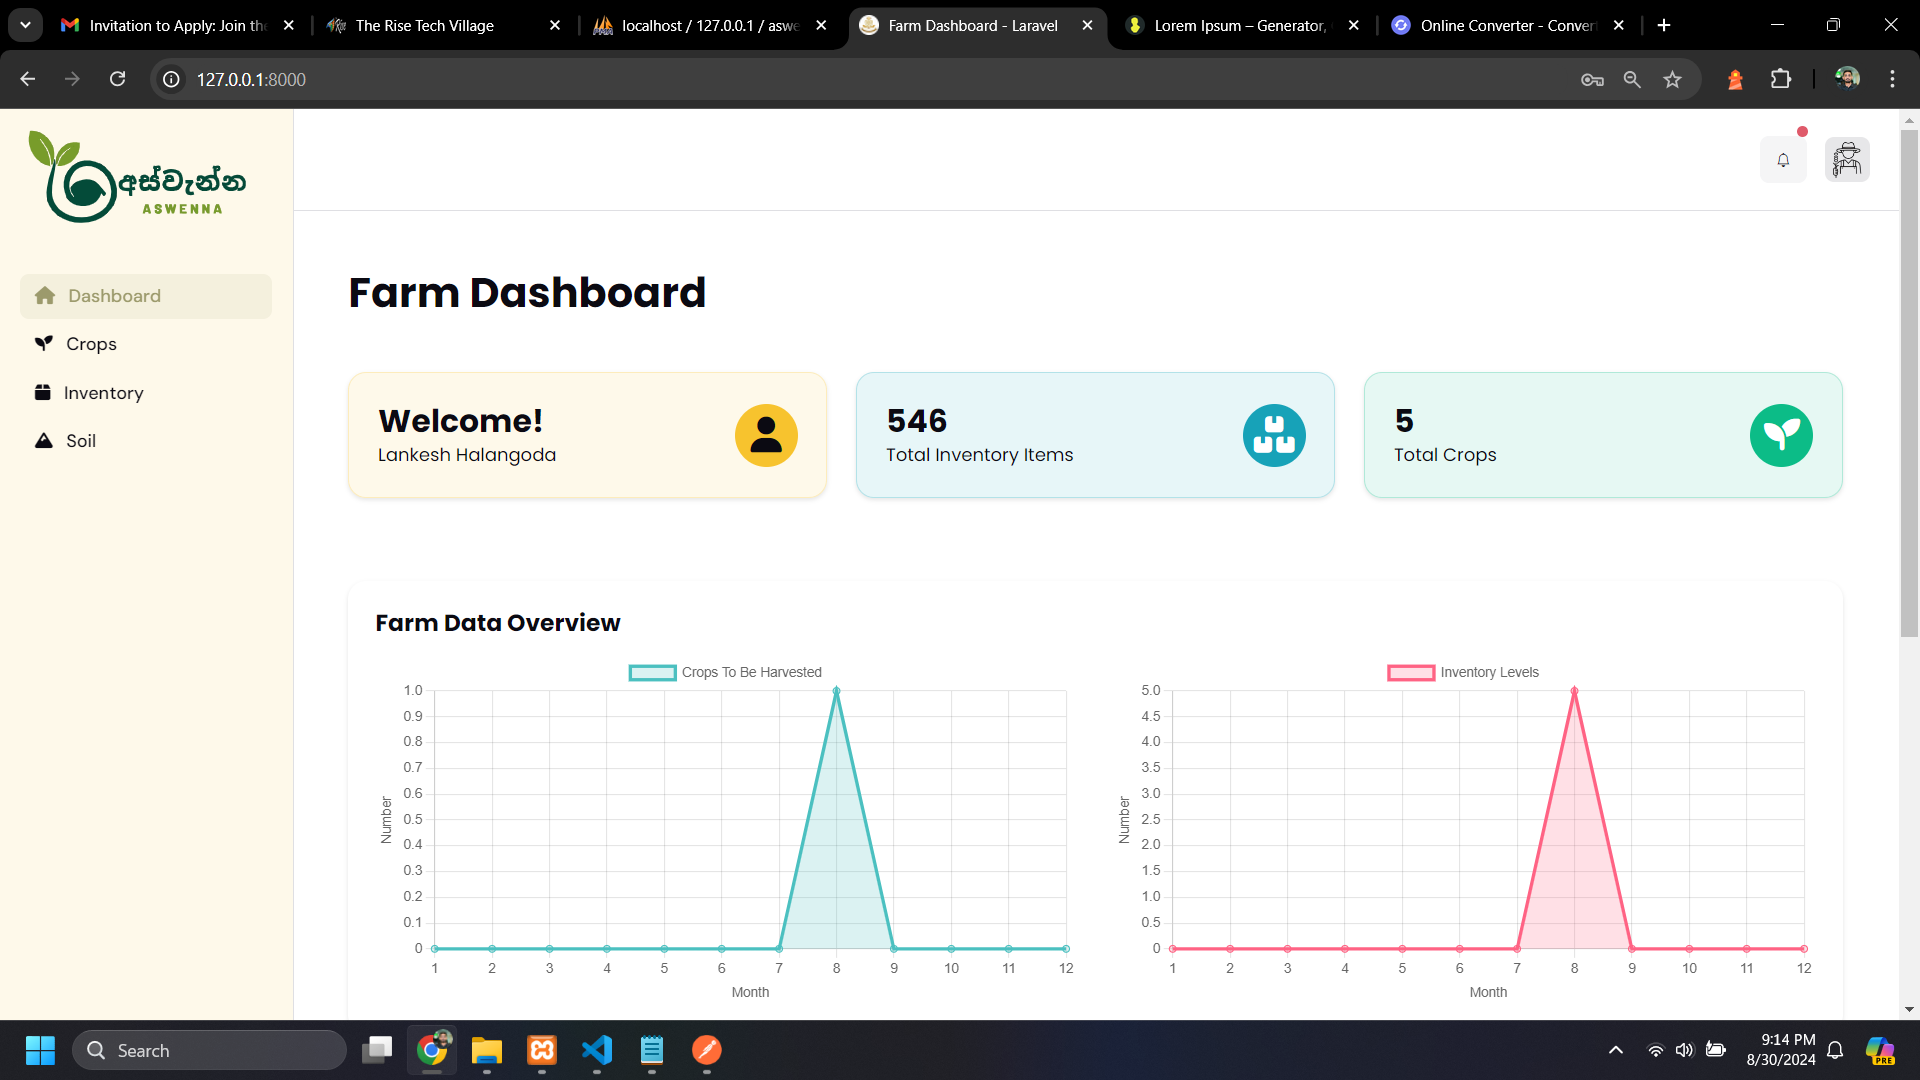 Invitation to Apply: Join the
The Rise Tech Village
localhost / 127.0.0.1 / aswe
Farm Dashboard - Laravel
Lorem Ipsum – Generator,
Online Converter - Conver
127.0.0.1:8000
අස්වැන්න
ASWENNA
Dashboard
Crops
Inventory
Soil
Farm Dashboard
Welcome!
Lankesh Halangoda
546
Total Inventory Items
5
Total Crops
Farm Data Overview
Crops To Be Harvested
1.0
0.9
0.8
0.7
0.6
0.5
0.4
0.3
0.2
0.1
0
Number
1 2 3 4 5 6 7 8 9 10 11 12
Month
Inventory Levels
5.0
4.5
4.0
3.5
3.0
2.5
2.0
1.5
1.0
0.5
0
Number
1 2 3 4 5 6 7 8 9 10 11 12
Month
Search
9:14 PM
8/30/2024
PRE